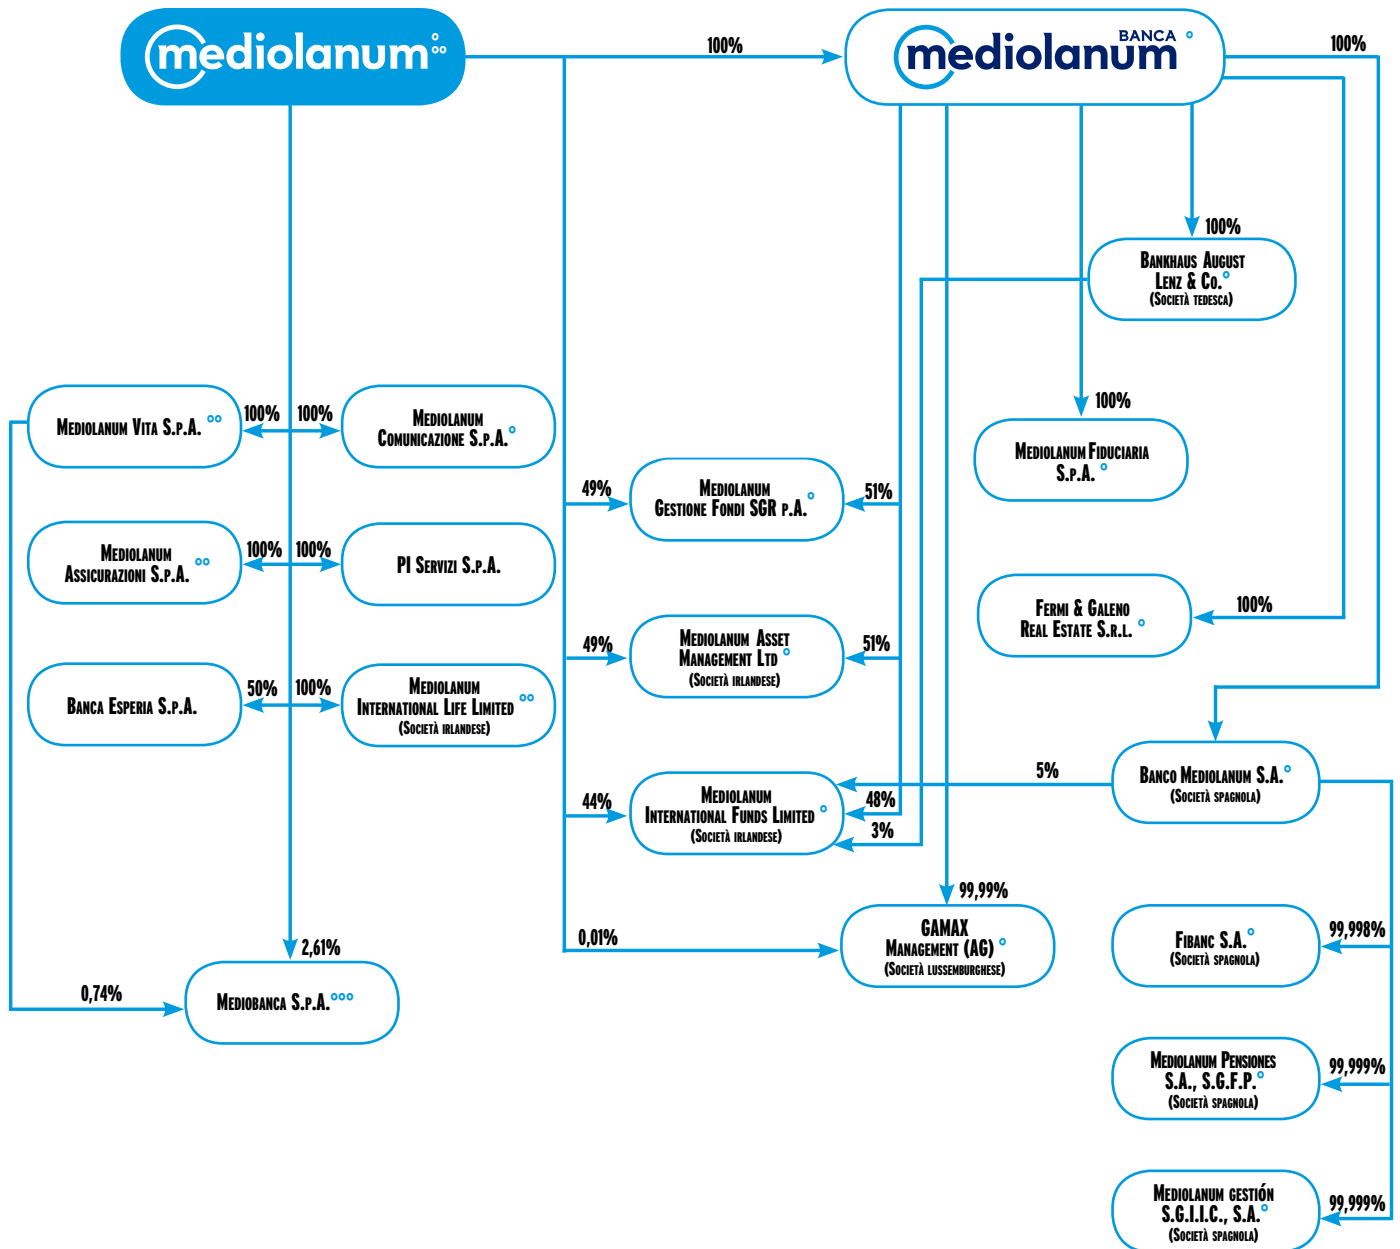 mediolanum ° °°
100%
BANCA °
mediolanum
100%
100%
BANKHAUS AUGUST
LENZ & CO.°
(SOCIETÀ TEDESCA)
MEDIOLANUM VITA S.P.A. °°
100%
100%
MEDIOLANUM
COMUNICAZIONE S.P.A.°
100%
MEDIOLANUM FIDUCIARIA
S.P.A. °
49%
MEDIOLANUM
GESTIONE FONDI SGR P.A.°
51%
MEDIOLANUM
ASSICURAZIONI S.P.A. °°
100%
100%
PI SERVIZI S.P.A.
FERMI & GALENO
REAL ESTATE S.R.L. °
100%
49%
MEDIOLANUM ASSET
MANAGEMENT LTD °
(SOCIETÀ IRLANDESE)
51%
BANCA ESPERIA S.P.A.
50%
100%
MEDIOLANUM
INTERNATIONAL LIFE LIMITED °°
(SOCIETÀ IRLANDESE)
5%
BANCO MEDIOLANUM S.A.°
(SOCIETÀ SPAGNOLA)
44%
MEDIOLANUM
INTERNATIONAL FUNDS LIMITED °
(SOCIETÀ IRLANDESE)
48%
3%
99,99%
0,01%
GAMAX
MANAGEMENT (AG) °
(SOCIETÀ LUSSEMBURGHESE)
FIBANC S.A.°
(SOCIETÀ SPAGNOLA)
99,998%
2,61%
0,74%
MEDIOBANCA S.P.A.°°°
MEDIOLANUM PENSIONES
S.A., S.G.F.P.°
(SOCIETÀ SPAGNOLA)
99,999%
MEDIOLANUM GESTIÓN
S.G.I.I.C., S.A.°
(SOCIETÀ SPAGNOLA)
99,999%